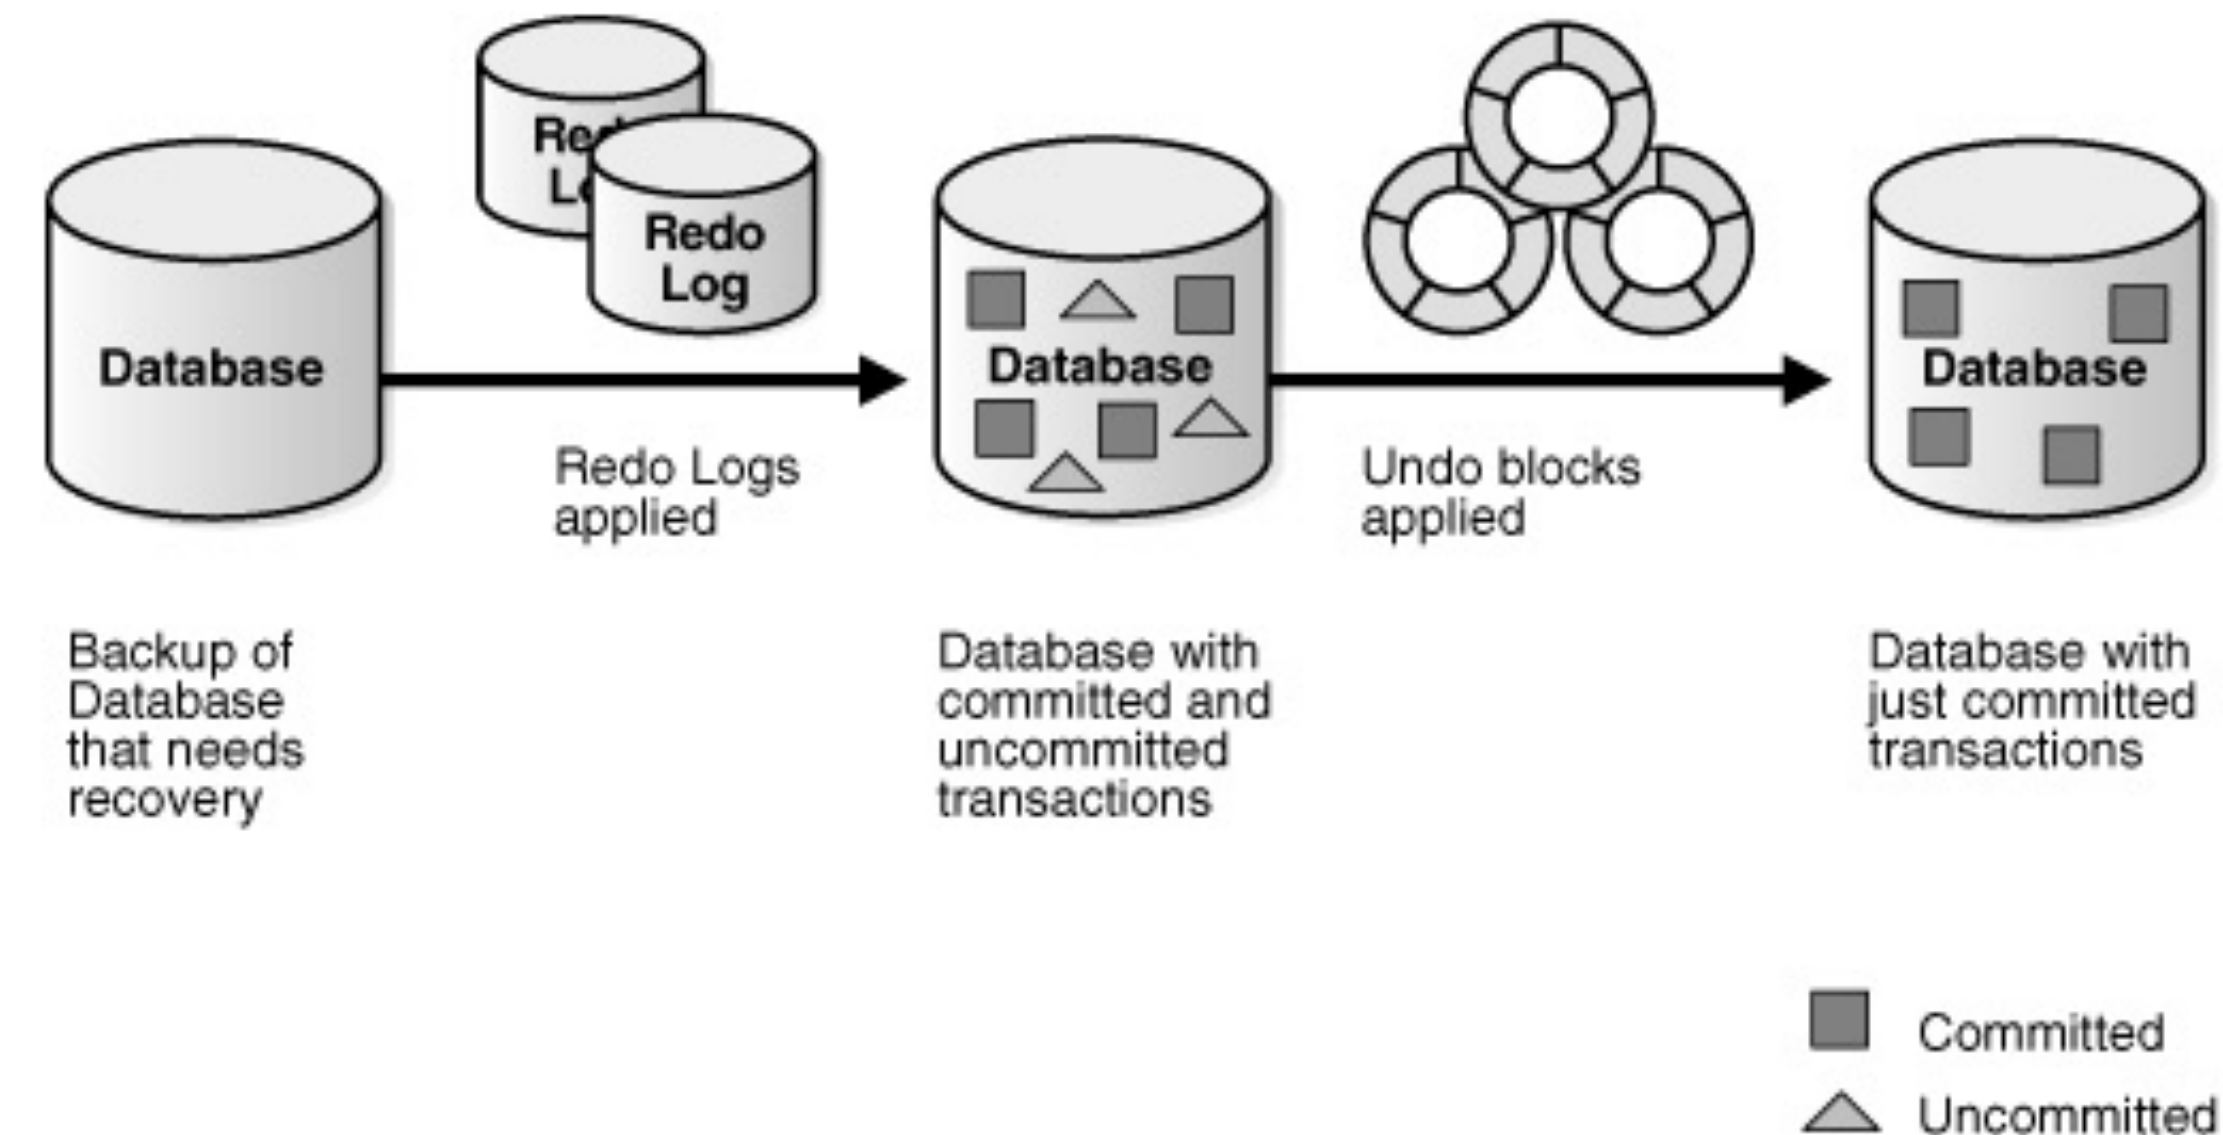 Redo
Log
Database
Database
Database
Redo Logs
applied
Undo blocks
applied
Backup of
Database
that needs
recovery
Database with
committed and
uncommitted
transactions
Database with
just committed
transactions
Committed
Uncommitted